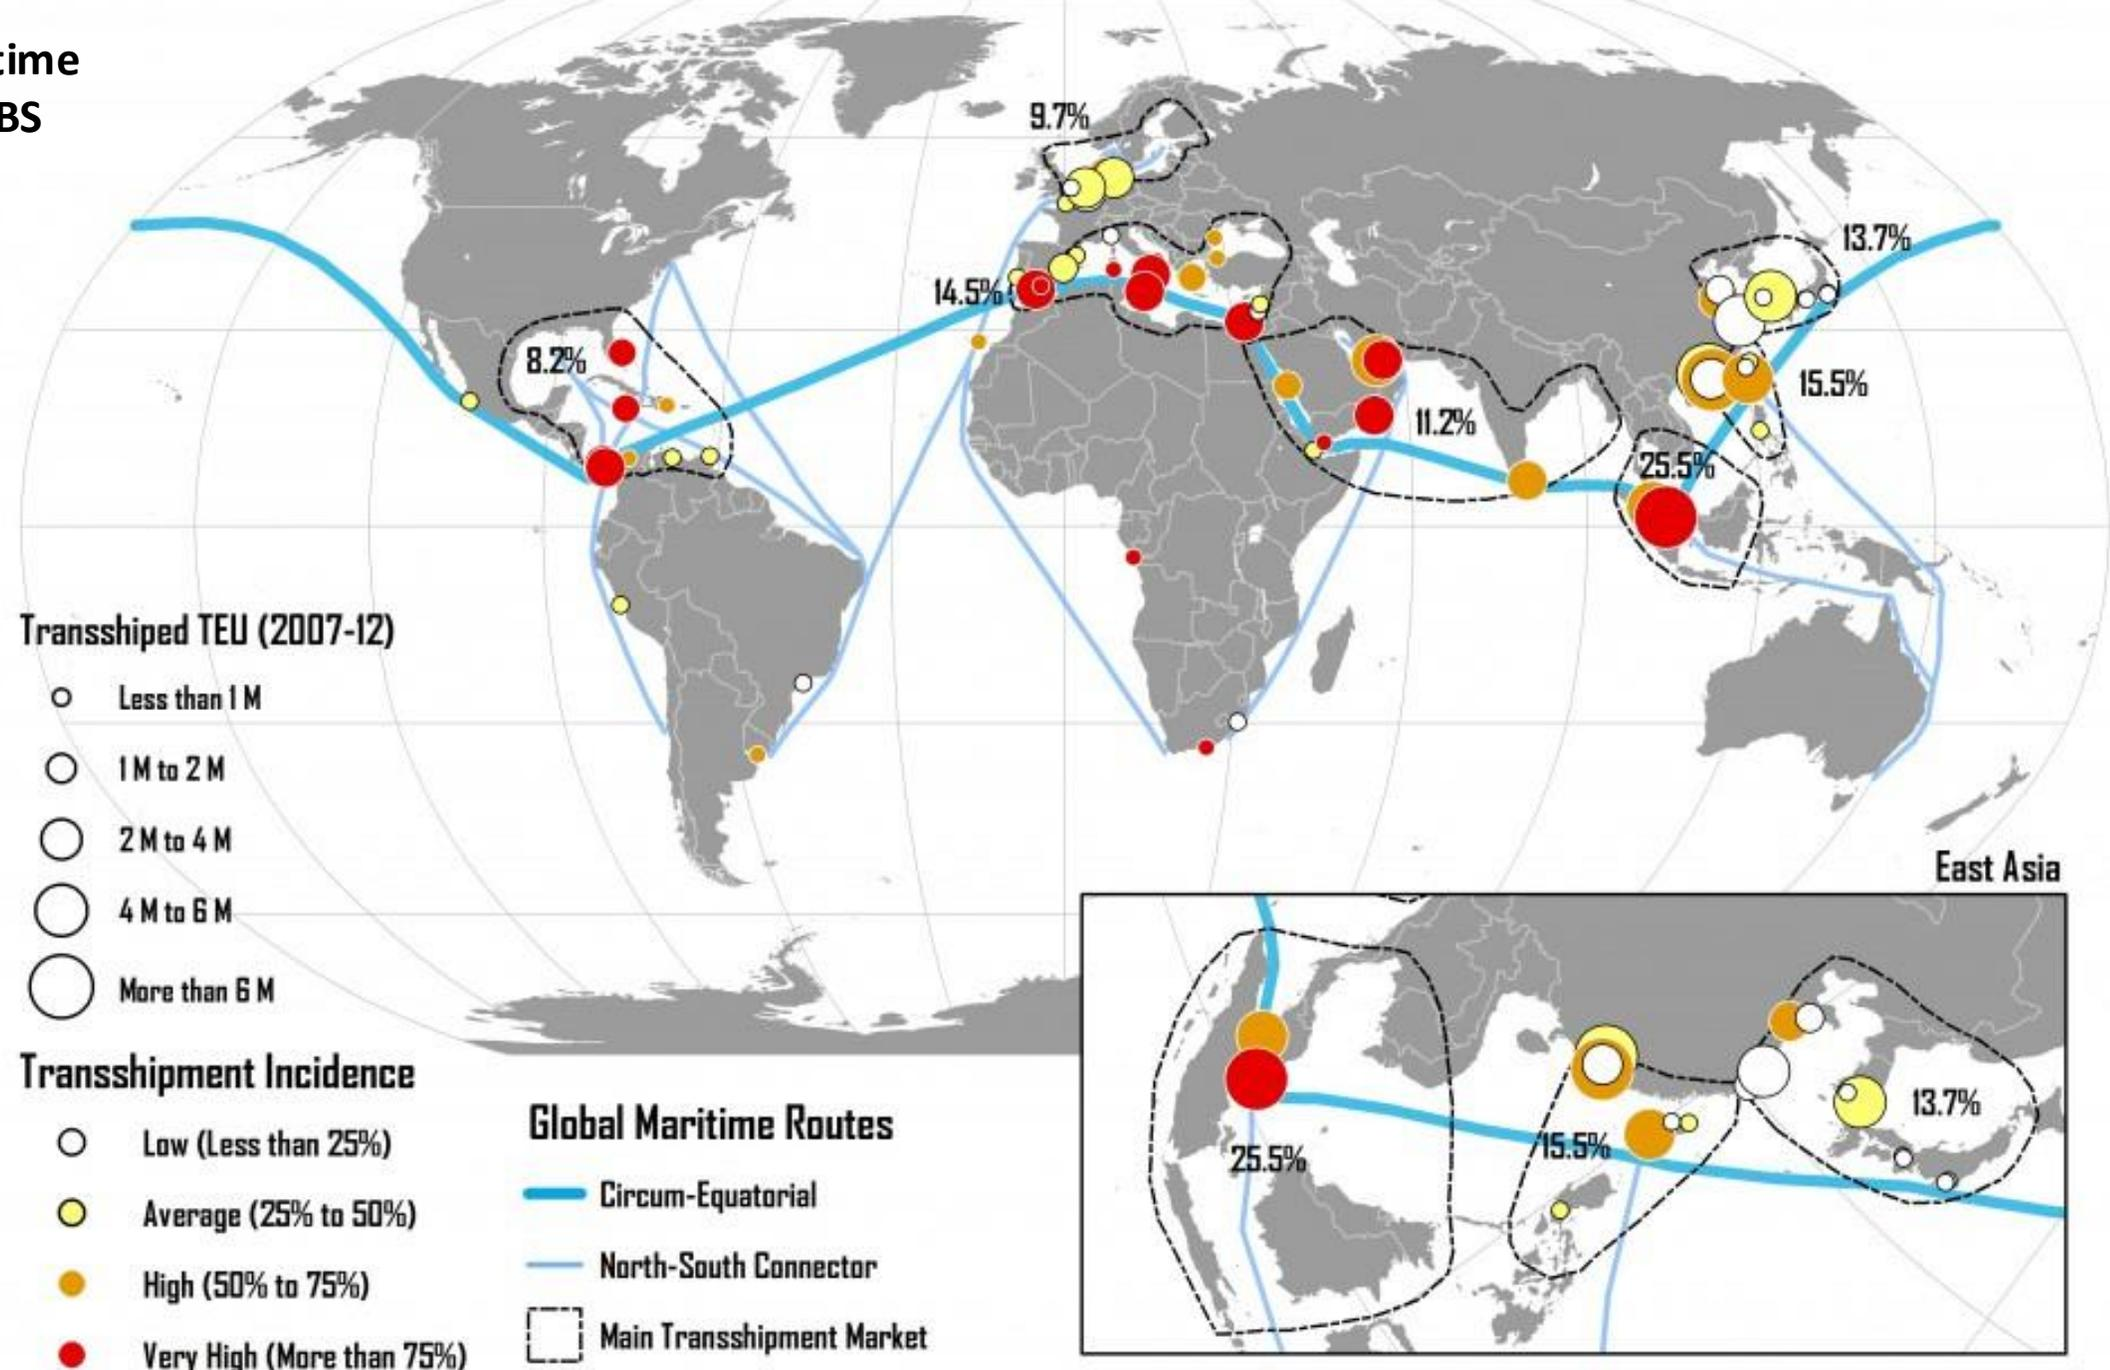 time
BS
9.7%
13.7%
14.5%
8.2%
15.5%
11.2%
25.5%
Transshiped TEU (2007-12)
Less than 1 M
1 M to 2 M
2 M to 4 M
4 M to 6 M
More than 6 M
Transshipment Incidence
Low (Less than 25%)
Average (25% to 50%)
High (50% to 75%)
Very High (More than 75%)
Global Maritime Routes
Circum-Equatorial
North-South Connector
Main Transshipment Market
East Asia
13.7%
15.5%
25.5%